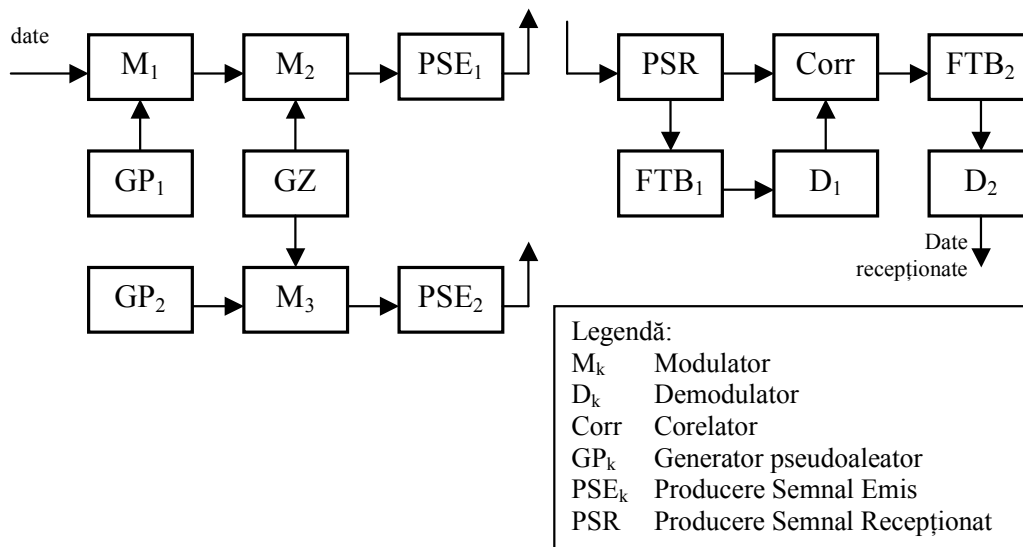 date
M₁ M₂ PSE₁ PSR Corr FTB₂
GP₁ GZ FTB₁ D₁ D₂
Date
recepționate
GP₂ M₃ PSE₂
Legendă:
Mₖ Modulator
Dₖ Demodulator
Corr Corelator
GPₖ Generator pseudoaleator
PSEₖ Producere Semnal Emis
PSR Producere Semnal Recepționat